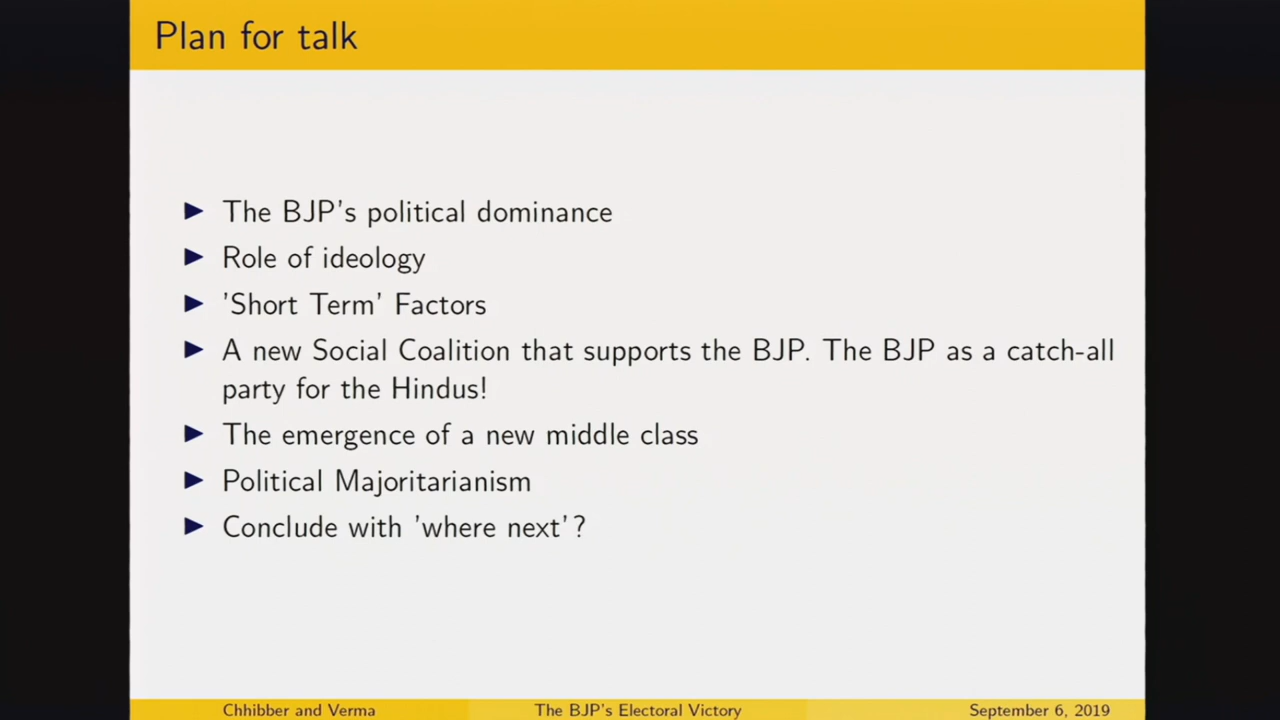 Plan for talk
▶ The BJP's political dominance
▶ Role of ideology
▶ 'Short Term' Factors
▶ A new Social Coalition that supports the BJP. The BJP as a catch-all
party for the Hindus!
▶ The emergence of a new middle class
▶ Political Majoritarianism
▶ Conclude with 'where next'?
Chhibber and Verma The BJP's Electoral Victory September 6, 2019